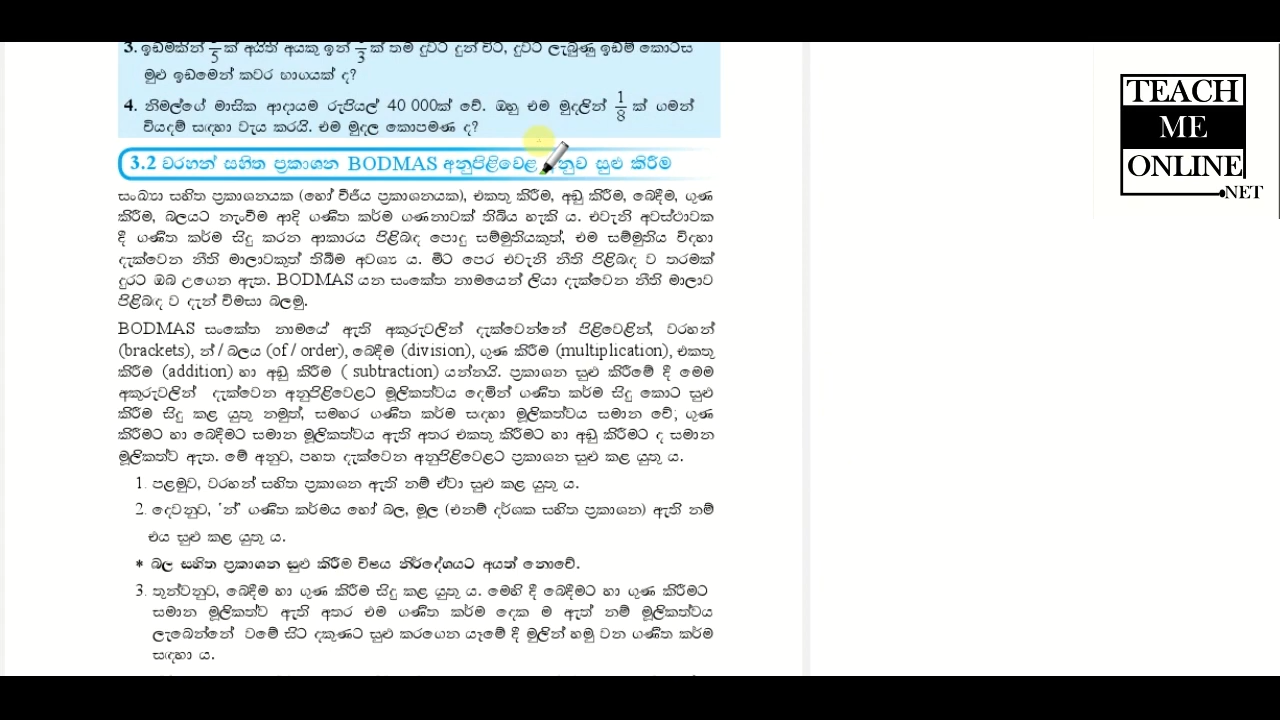 3. ඉඩමකින් 1/5 ක් අයිති අයකු ඉන් 1/3 ක් තම දුවට දුන් විට, දුවට ලැබුණු ඉඩම් කොටස
මුළු ඉඩමෙන් කවර භාගයක් ද?
4. නිමල්ගේ මාසික ආදායම රුපියල් 40 000ක් වේ. ඔහු එම මුදලින් 1/8 ක් ගමන්
වියදම් සඳහා වැය කරයි. එම මුදල කොපමණ ද?
3.2 වරහන් සහිත ප්‍රකාශන BODMAS අනුපිළිවෙළ අනුව සුළු කිරීම
සංඛ්‍යා සහිත ප්‍රකාශනයක (හෝ වීජීය ප්‍රකාශනයක), එකතු කිරීම, අඩු කිරීම, බෙදීම, ගුණ
කිරීම, බලයට නැංවීම ආදි ගණිත කර්ම ගණනාවක් තිබිය හැකි ය. එවැනි අවස්ථාවක
දී ගණිත කර්ම සිදු කරන ආකාරය පිළිබඳ පොදු සම්මුතියකුත්, එම සම්මුතිය විදහා
දැක්වෙන නීති මාලාවකුත් තිබීම අවශ්‍ය ය. මීට පෙර එවැනි නීති පිළිබඳ ව තරමක්
දුරට ඔබ උගෙන ඇත. BODMAS යන සංකේත නාමයෙන් ලියා දැක්වෙන නීති මාලාව
පිළිබඳ ව දැන් විමසා බලමු.
BODMAS සංකේත නාමයේ ඇති අකුරුවලින් දැක්වෙන්නේ පිළිවෙළින්, වරහන්
(brackets), න් / බලය (of / order), බෙදීම (division), ගුණ කිරීම (multiplication), එකතු
කිරීම (addition) හා අඩු කිරීම ( subtraction) යන්නයි. ප්‍රකාශන සුළු කිරීමේ දී මෙම
අකුරුවලින් දැක්වෙන අනුපිළිවෙළට මූලිකත්වය දෙමින් ගණිත කර්ම සිදු කොට සුළු
කිරීම සිදු කළ යුතු නමුත්, සමහර ගණිත කර්ම සඳහා මූලිකත්වය සමාන වේ; ගුණ
කිරීමට හා බෙදීමට සමාන මූලිකත්වය ඇති අතර එකතු කිරීමට හා අඩු කිරීමට ද සමාන
මූලිකත්ව ඇත. මේ අනුව, පහත දැක්වෙන අනුපිළිවෙළට ප්‍රකාශන සුළු කළ යුතු ය.
1. පළමුව, වරහන් සහිත ප්‍රකාශන ඇති නම් ඒවා සුළු කළ යුතු ය.
2. දෙවනුව, 'න්' ගණිත කර්මය හෝ බල, මූල (එනම් දර්ශක සහිත ප්‍රකාශන) ඇති නම්
එය සුළු කළ යුතු ය.
* බල සහිත ප්‍රකාශන සුළු කිරීම විෂය නිර්දේශයට අයත් නොවේ.
3. තුන්වනුව, බෙදීම හා ගුණ කිරීම සිදු කළ යුතු ය. මෙහි දී බෙදීමට හා ගුණ කිරීමට
සමාන මූලිකත්ව ඇති අතර එම ගණිත කර්ම දෙක ම ඇත් නම් මූලිකත්වය
ලැබෙන්නේ වමේ සිට දකුණට සුළු කරගෙන යෑමේ දී මුලින් හමු වන ගණිත කර්ම
සඳහා ය.
TEACH
ME
ONLINE
.NET